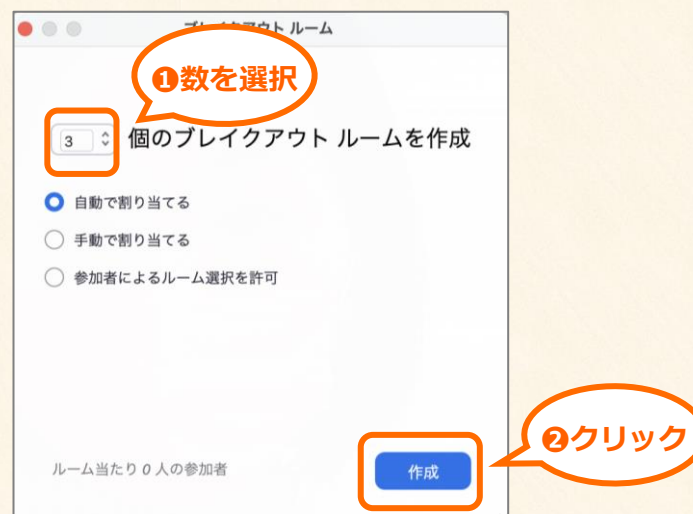 ブレイクアウト ルーム
❶数を選択
3 個のブレイクアウト ルームを作成
自動で割り当てる
手動で割り当てる
参加者によるルーム選択を許可
ルーム当たり 0 人の参加者
作成
❷クリック